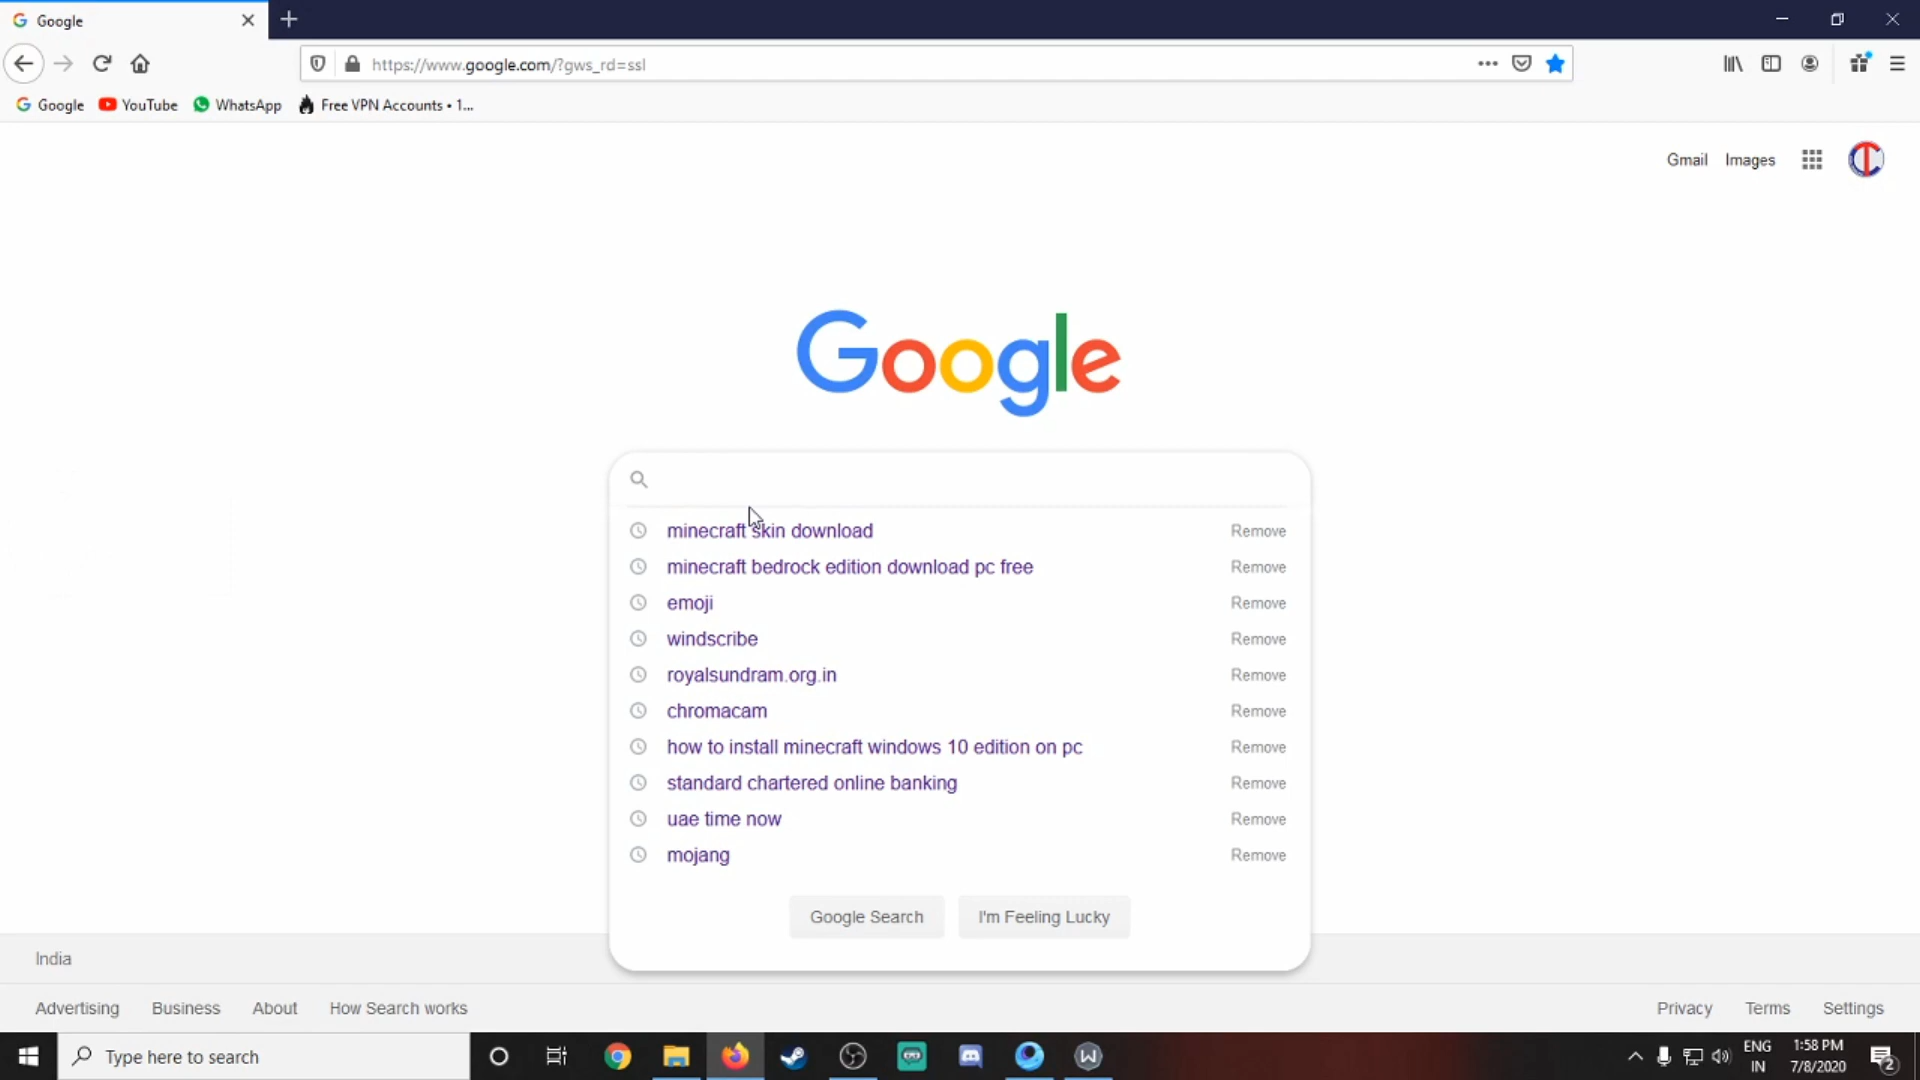 Google
https://www.google.com/?gws_rd=ssl
Google YouTube WhatsApp Free VPN Accounts • 1...
Gmail Images
Google
minecraft skin download Remove
minecraft bedrock edition download pc free Remove
emoji Remove
windscribe Remove
royalsundram.org.in Remove
chromacam Remove
how to install minecraft windows 10 edition on pc Remove
standard chartered online banking Remove
uae time now Remove
mojang Remove
Google Search I'm Feeling Lucky
India
Advertising Business About How Search works Privacy Terms Settings
Type here to search
ENG
IN
1:58 PM
7/8/2020
2